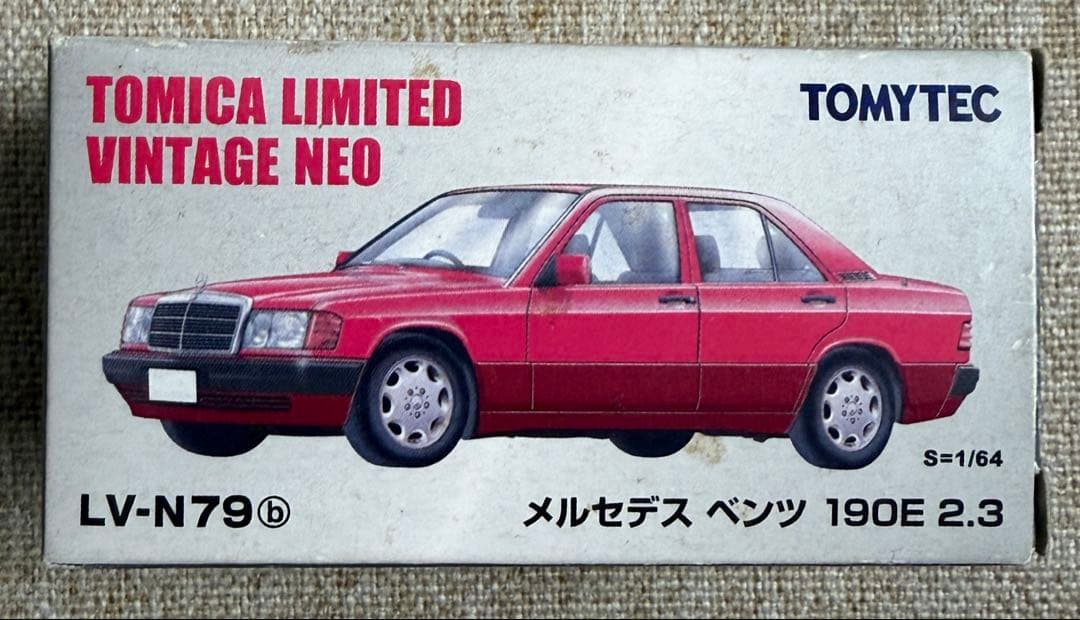 TOMICA LIMITED
VINTAGE NEO
TOMYTEC
S=1/64
LV-N79ⓑ
メルセデス ベンツ 190E 2.3